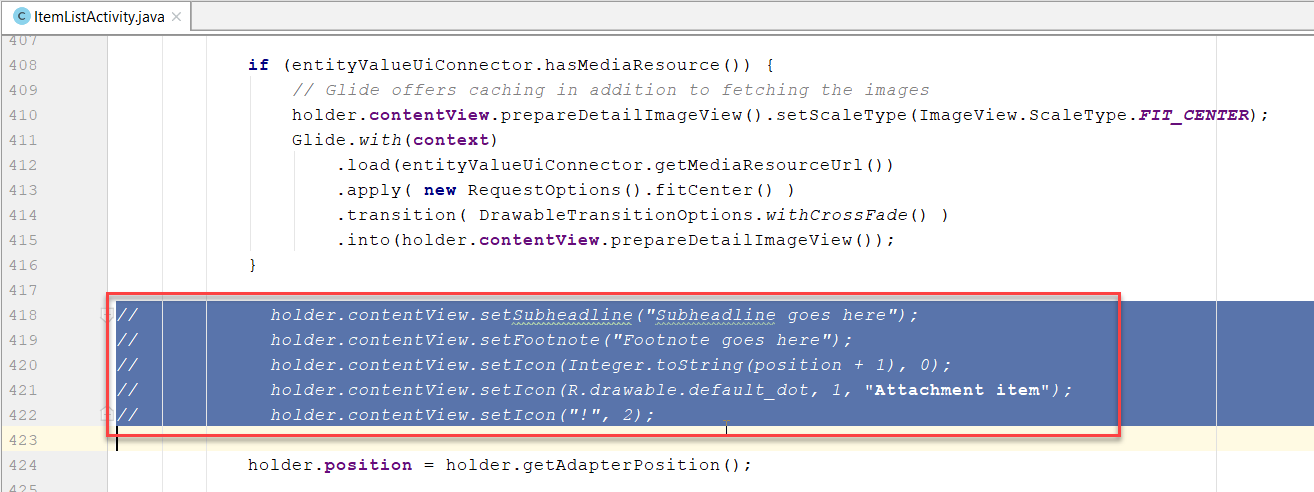 C ItemListActivity.java ×
407
408 if (entityValueUiConnector.hasMediaResource()) {
409 // Glide offers caching in addition to fetching the images
410 holder.contentView.prepareDetailImageView().setScaleType(ImageView.ScaleType.FIT_CENTER);
411 Glide.with(context)
412 .load(entityValueUiConnector.getMediaResourceUrl())
413 .apply( new RequestOptions().fitCenter() )
414 .transition( DrawableTransitionOptions.withCrossFade() )
415 .into(holder.contentView.prepareDetailImageView());
416 }
417
418 // holder.contentView.setSubheadline("Subheadline goes here");
419 // holder.contentView.setFootnote("Footnote goes here");
420 // holder.contentView.setIcon(Integer.toString(position + 1), 0);
421 // holder.contentView.setIcon(R.drawable.default_dot, 1, "Attachment item");
422 // holder.contentView.setIcon("!", 2);
423
424 holder.position = holder.getAdapterPosition();
425